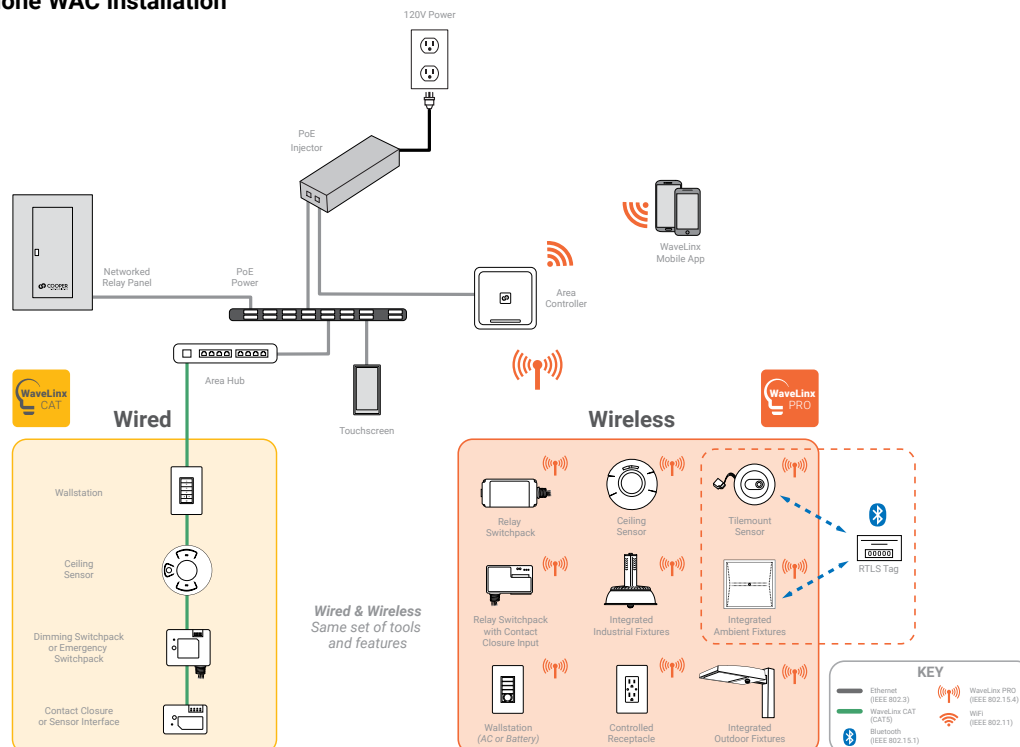 one WAC Installation
120V Power
PoE
Injector
WaveLinx
Mobile App
Networked
Relay Panel
PoE
Power
Area
Controller
COOPER
Area Hub
Touchscreen
WaveLinx
CAT
Wired
Wireless
WaveLinx
PRO
Wallstation
Ceiling
Sensor
Dimming Switchpack
or Emergency
Switchpack
Contact Closure
or Sensor Interface
Wired & Wireless
Same set of tools
and features
Relay
Switchpack
Ceiling
Sensor
Tilemount
Sensor
RTLS Tag
Relay Switchpack
with Contact
Closure Input
Integrated
Industrial Fixtures
Integrated
Ambient Fixtures
Wallstation
(AC or Battery)
Controlled
Receptacle
Integrated
Outdoor Fixtures
KEY
Ethernet
(IEEE 802.3)
WaveLinx CAT
(CAT5)
Bluetooth
(IEEE 802.15.1)
WaveLinx PRO
(IEEE 802.15.4)
WiFi
(IEEE 802.11)